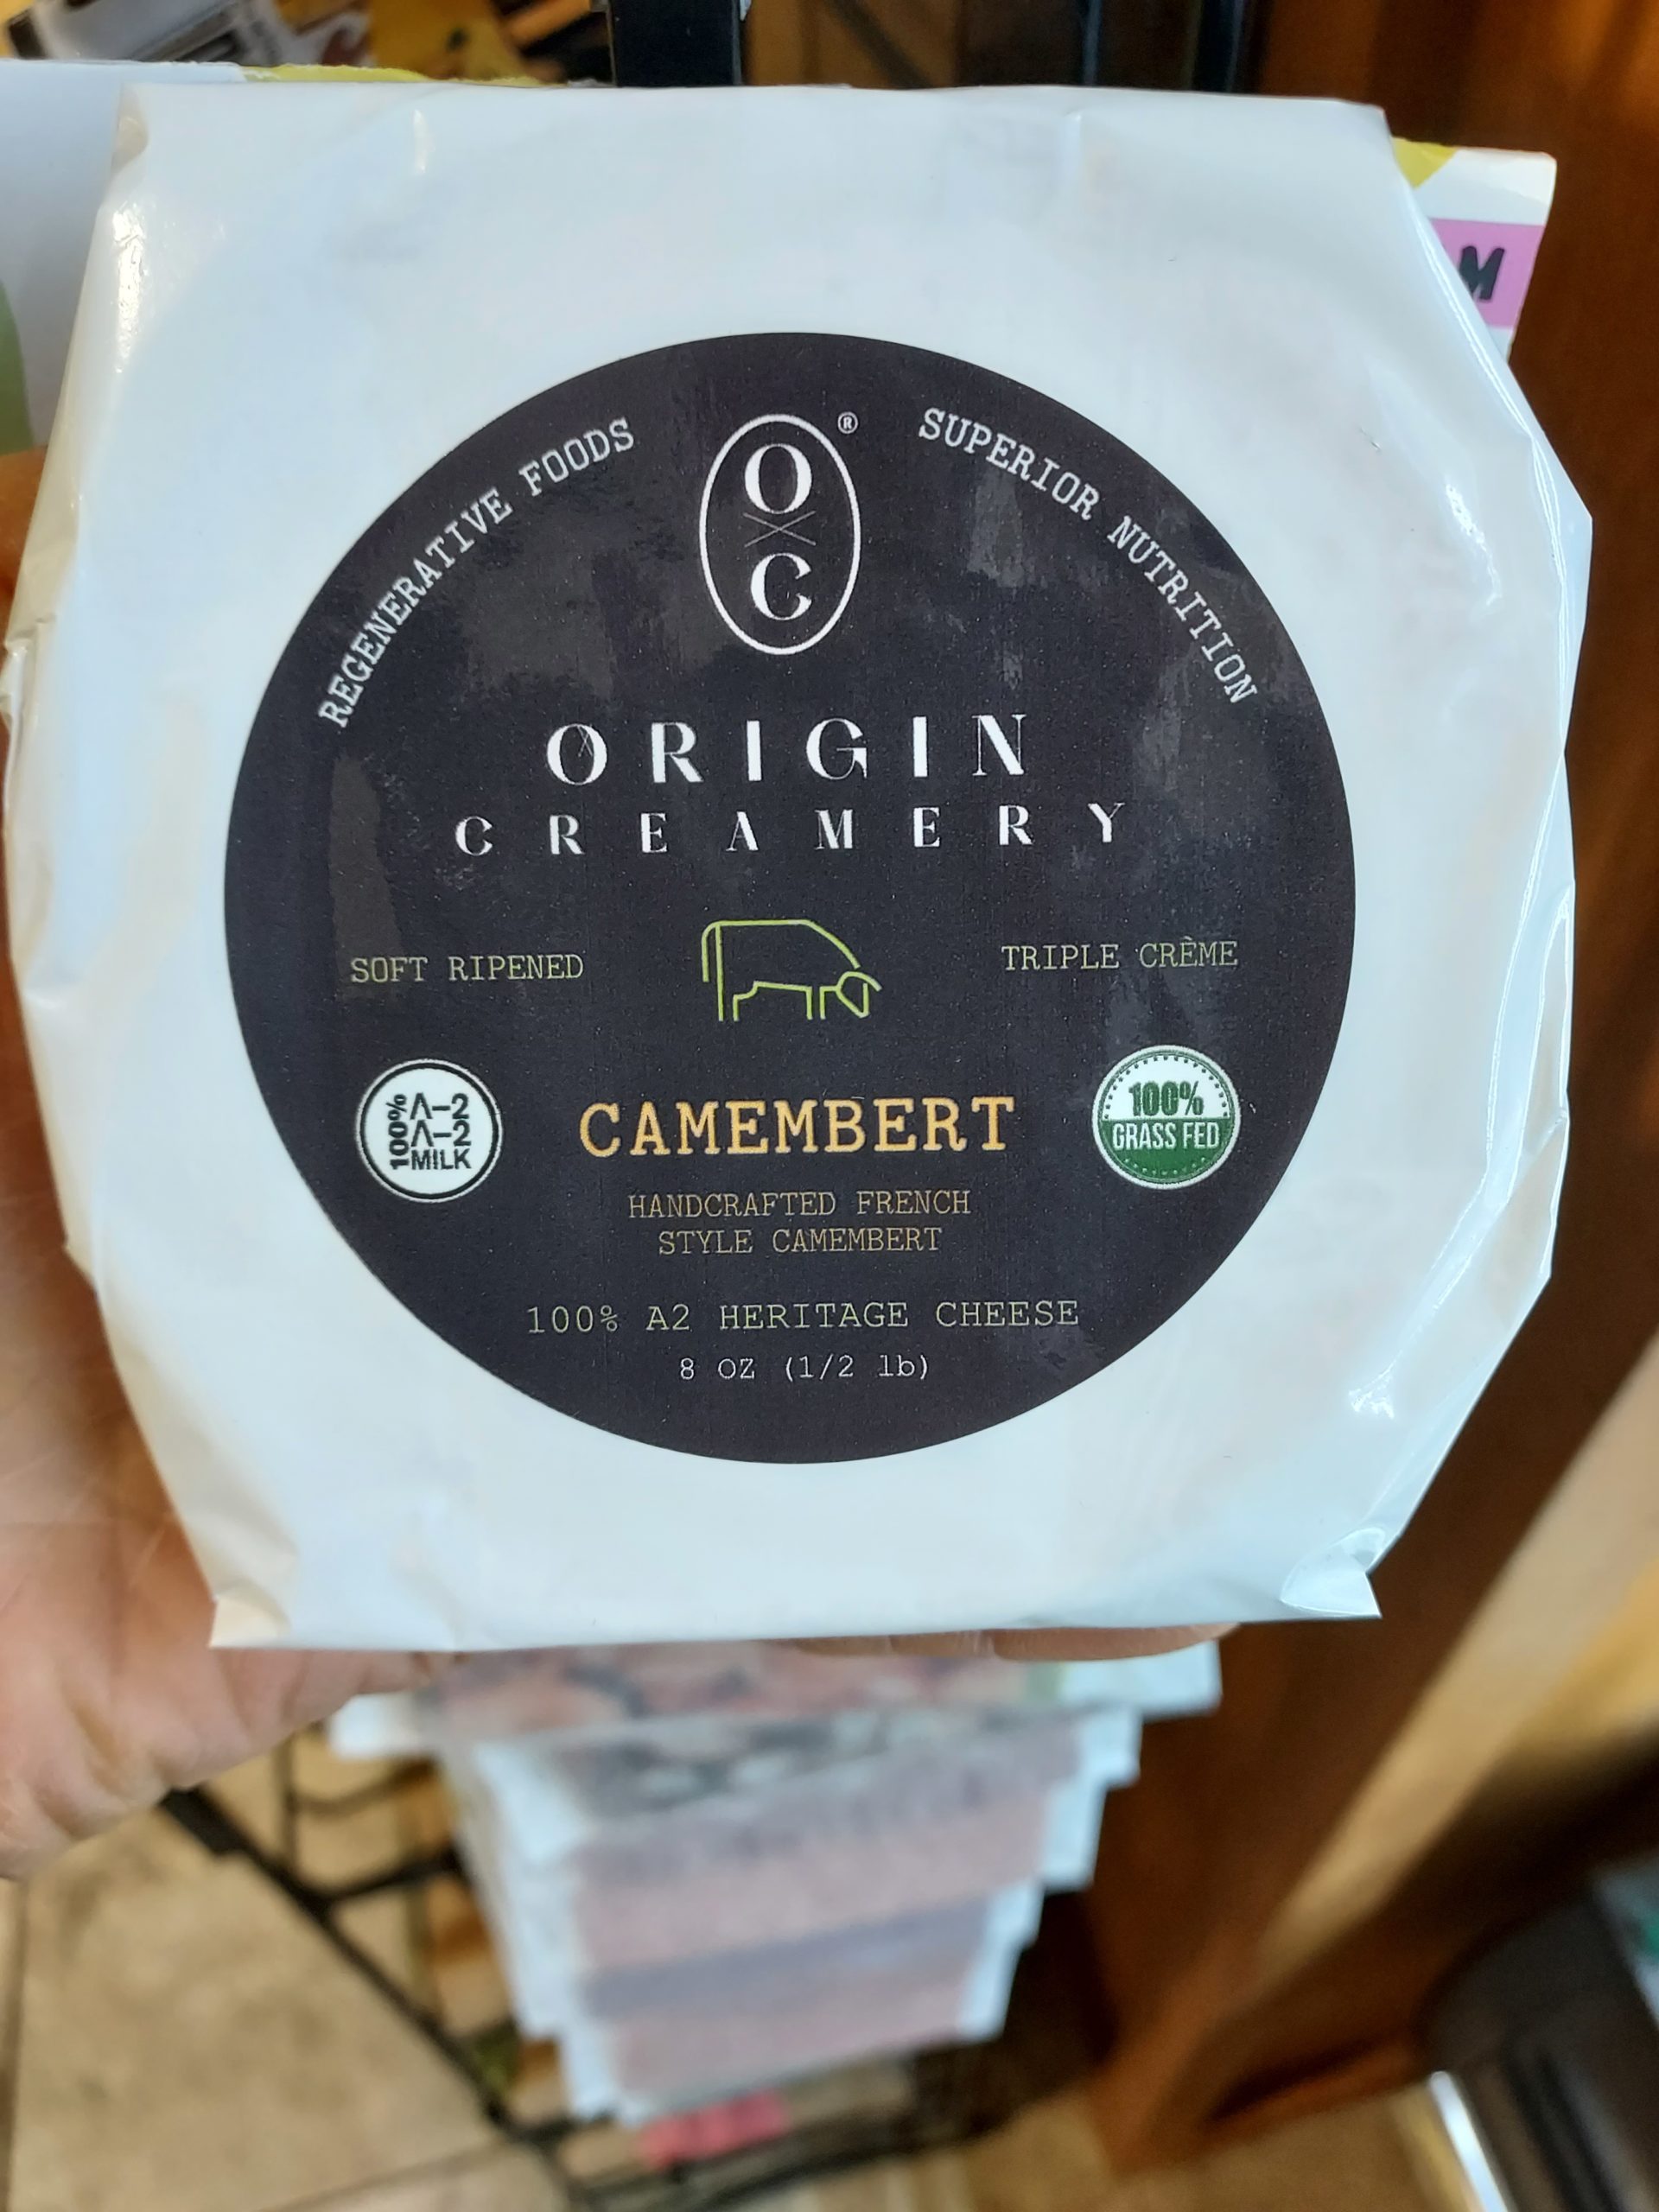 M
REGENERATIVE FOODS
O
C
®
SUPERIOR NUTRITION
ORIGIN
CREAMERY
SOFT RIPENED
TRIPLE CRÈME
100%
A-2
A-2
MILK
CAMEMBERT
100%
GRASS FED
HANDCRAFTED FRENCH
STYLE CAMEMBERT
100% A2 HERITAGE CHEESE
8 OZ (1/2 lb)